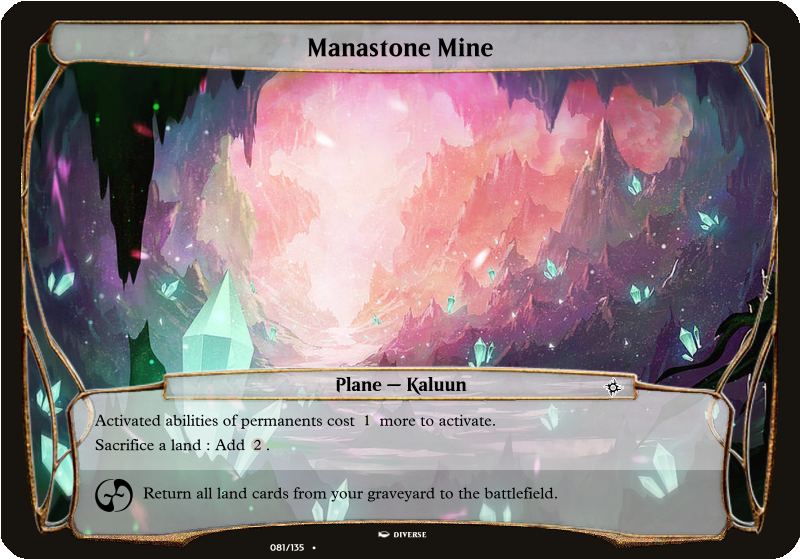 Manastone Mine
Plane — Kaluun
Activated abilities of permanents cost 1 more to activate.
Sacrifice a land : Add 2 .
Return all land cards from your graveyard to the battlefield.
DIVERSE
081/135 •